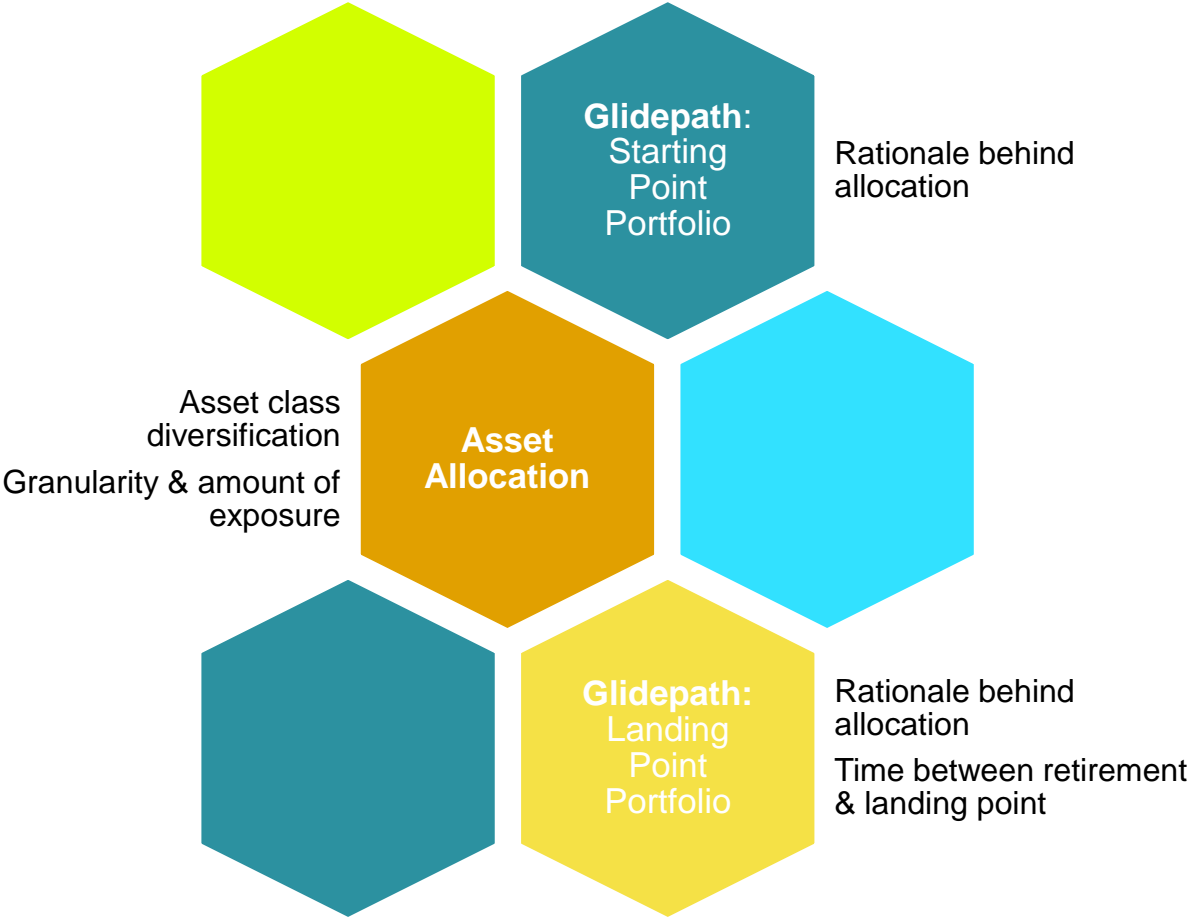 Glidepath:
Starting
Point
Portfolio
Rationale behind
allocation
Asset class
diversification
Granularity & amount of
exposure
Asset
Allocation
Glidepath:
Landing
Point
Portfolio
Rationale behind
allocation
Time between retirement
& landing point